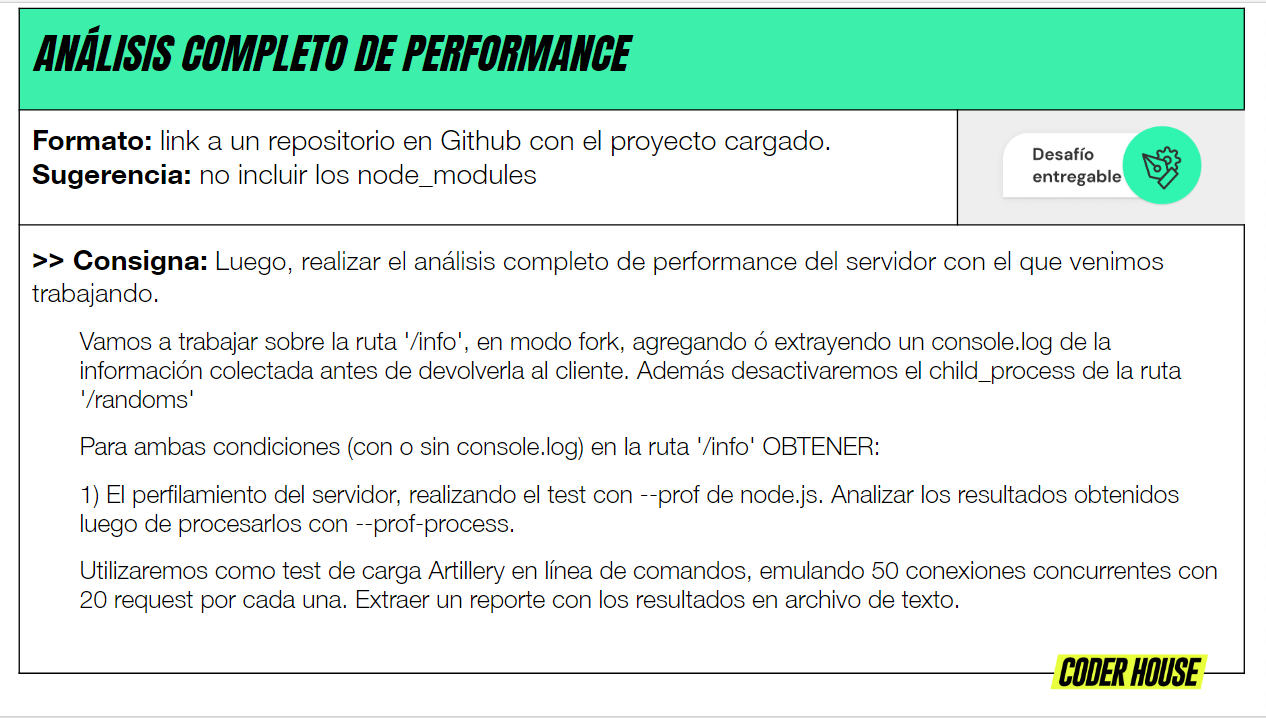 ANÁLISIS COMPLETO DE PERFORMANCE
Formato: link a un repositorio en Github con el proyecto cargado.
Sugerencia: no incluir los node_modules
Desafío
entregable
>> Consigna: Luego, realizar el análisis completo de performance del servidor con el que venimos
trabajando.
Vamos a trabajar sobre la ruta '/info', en modo fork, agregando ó extrayendo un console.log de la
información colectada antes de devolverla al cliente. Además desactivaremos el child_process de la ruta
'/randoms'
Para ambas condiciones (con o sin console.log) en la ruta '/info' OBTENER:
1) El perfilamiento del servidor, realizando el test con --prof de node.js. Analizar los resultados obtenidos
luego de procesarlos con --prof-process.
Utilizaremos como test de carga Artillery en línea de comandos, emulando 50 conexiones concurrentes con
20 request por cada una. Extraer un reporte con los resultados en archivo de texto.
CODER HOUSE